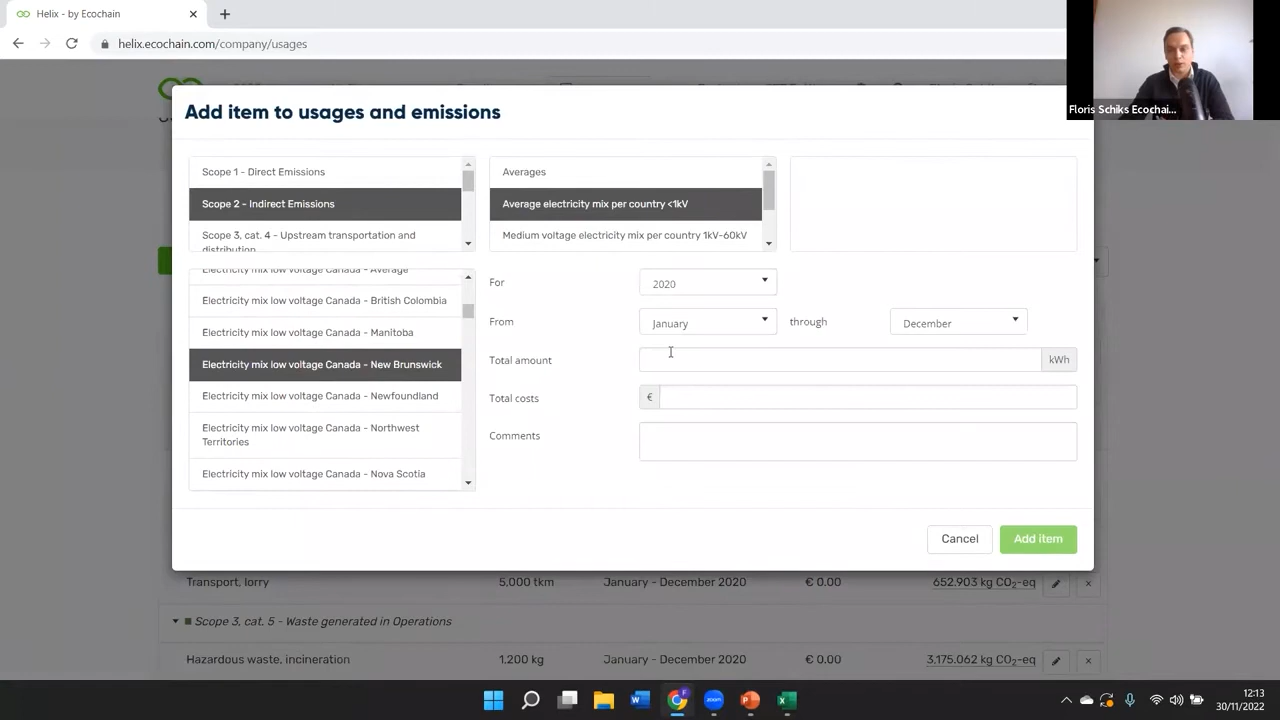 Helix - by Ecochain
helix.ecochain.com/company/usages
Floris Schiks Ecochai...
Add item to usages and emissions
Scope 1 - Direct Emissions
Scope 2 - Indirect Emissions
Scope 3, cat. 4 - Upstream transportation and
distribution
Averages
Average electricity mix per country <1kV
Medium voltage electricity mix per country 1kV-60kV
Electricity mix low voltage Canada - Average
Electricity mix low voltage Canada - British Colombia
Electricity mix low voltage Canada - Manitoba
Electricity mix low voltage Canada - New Brunswick
Electricity mix low voltage Canada - Newfoundland
Electricity mix low voltage Canada - Northwest
Territories
Electricity mix low voltage Canada - Nova Scotia
For 2020
From January through December
Total amount kWh
Total costs €
Comments
Cancel Add item
Transport, lorry 5,000 tkm January - December 2020 € 0.00 652.903 kg CO₂-eq
Scope 3, cat. 5 - Waste generated in Operations
Hazardous waste, incineration 1,200 kg January - December 2020 € 0.00 3,175.062 kg CO₂-eq
12:13
30/11/2022